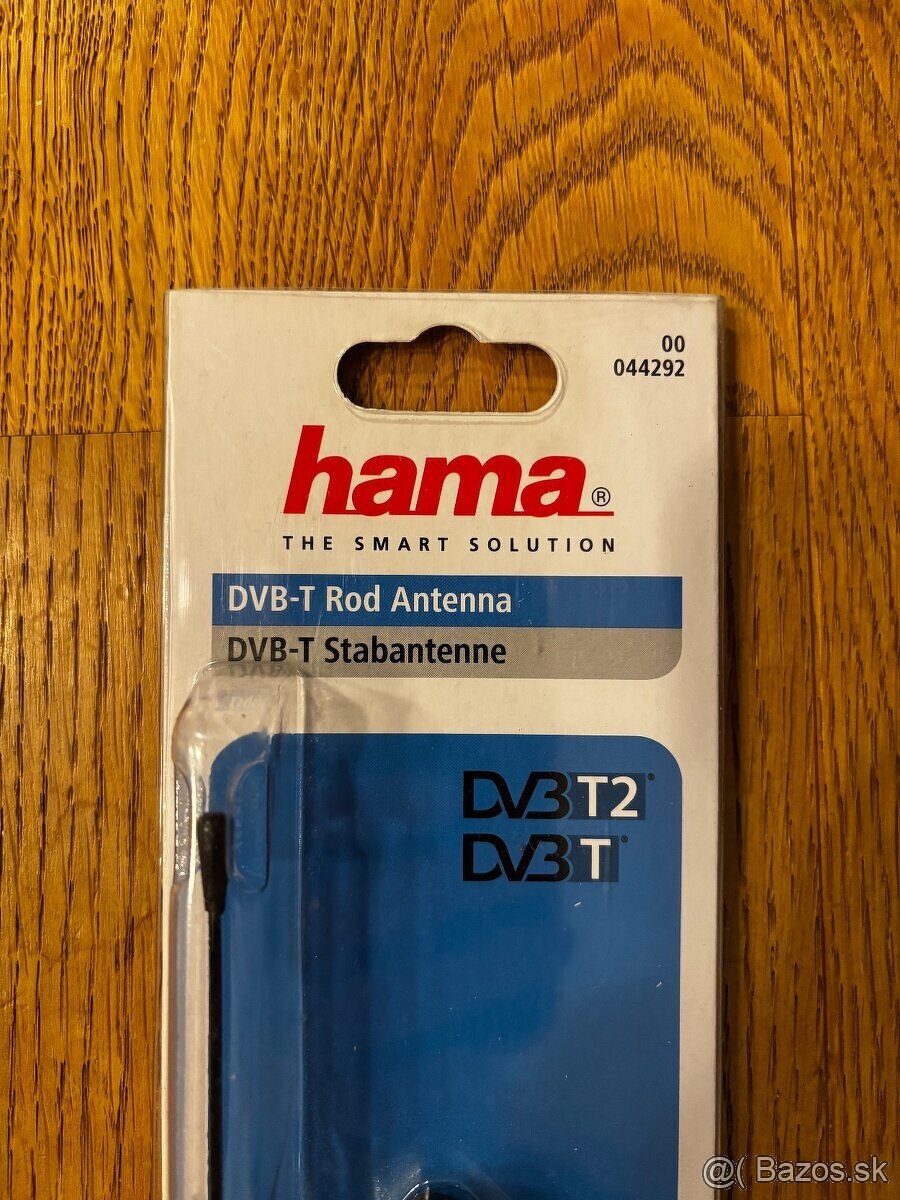 00
044292
hama®
THE SMART SOLUTION
DVB-T Rod Antenna
DVB-T Stabantenne
DVB T2®
DVB T®
@( Bazos.sk